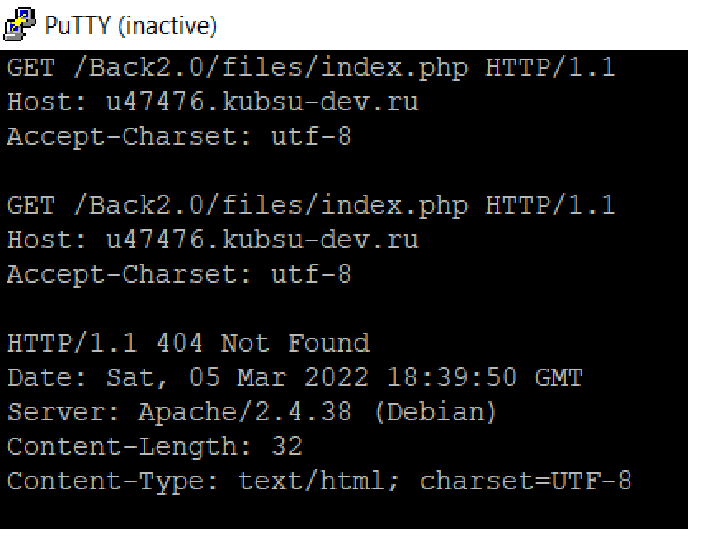 PuTTY (inactive)
GET /Back2.0/files/index.php HTTP/1.1
Host: u47476.kubsu-dev.ru
Accept-Charset: utf-8

GET /Back2.0/files/index.php HTTP/1.1
Host: u47476.kubsu-dev.ru
Accept-Charset: utf-8

HTTP/1.1 404 Not Found
Date: Sat, 05 Mar 2022 18:39:50 GMT
Server: Apache/2.4.38 (Debian)
Content-Length: 32
Content-Type: text/html; charset=UTF-8